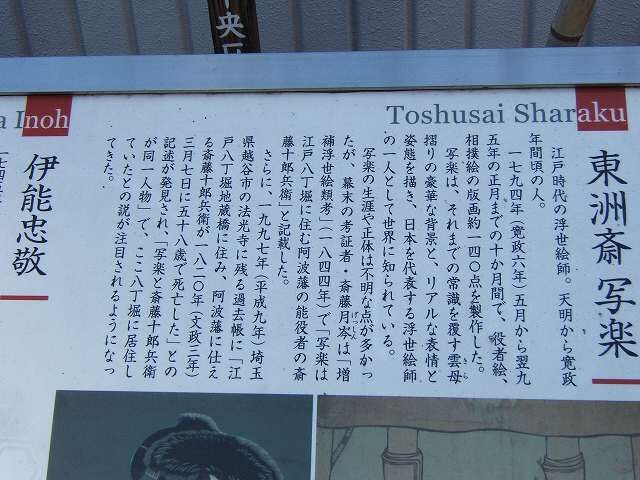 中央区
Toshusai Sharaku
東洲斎 写楽
江戸時代の浮世絵師。天明から寛政
年間頃の人。
一七九四年(寛政六年)五月から翌九
五年の正月までの十か月間で、役者絵、
相撲絵の版画約一四〇点を製作した。
写楽は、それまでの常識を覆す雲母
摺りの豪華な背景と、リアルな表情と
姿態を描き、日本を代表する浮世絵師
の一人として世界に知られている。
写楽の生涯や正体は不明な点が多かっ
たが、幕末の考証者・斎藤月岑は「増
補浮世絵類考」(一八四四年)で「写楽は
江戸八丁堀に住む阿波藩の能役者の斎
藤十郎兵衛」と記載した。
さらに、一九九七年(平成九年)埼玉
県越谷市の法光寺に残る過去帳に「江
戸八丁堀地蔵橋に住み、阿波藩に仕え
る斎藤十郎兵衛が一八二〇年(文政三年)
三月七日に五十八歳で死亡した」との
記述が発見され、「写楽と斎藤十郎兵衛
が同一人物」で、ここ八丁堀に居住し
ていたとの説が注目されるようになっ
てきた。
a Inoh
伊能忠敬
一七四五